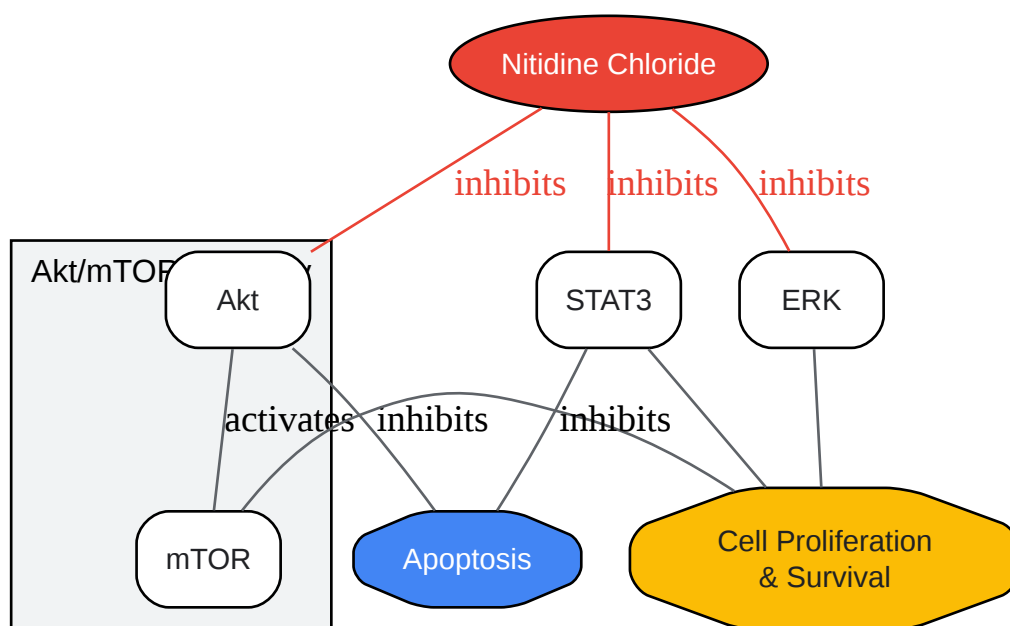 Nitidine Chloride
inhibits inhibits inhibits
Akt/mTOR
Akt
STAT3
ERK
activates inhibits inhibits
mTOR
Apoptosis
Cell Proliferation
& Survival